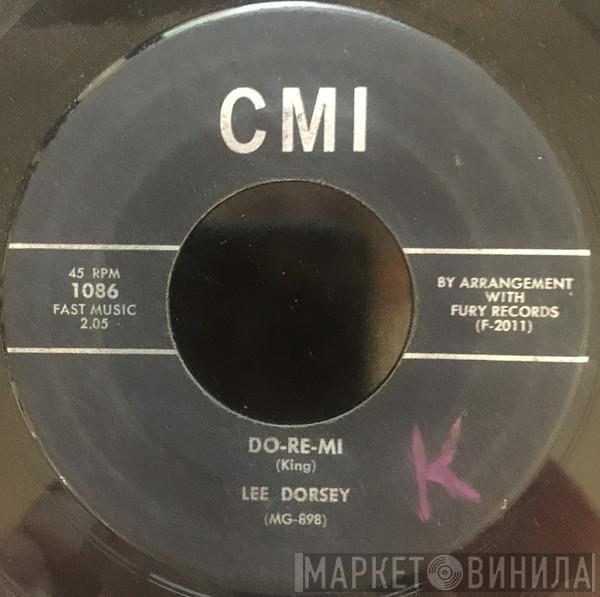 CMI
45 RPM
1086
FAST MUSIC
2.05
BY ARRANGEMENT
WITH
FURY RECORDS
(F-2011)
DO-RE-MI
(King)
LEE DORSEY
(MG-898)
K
МАРКЕТ ВИНИЛА